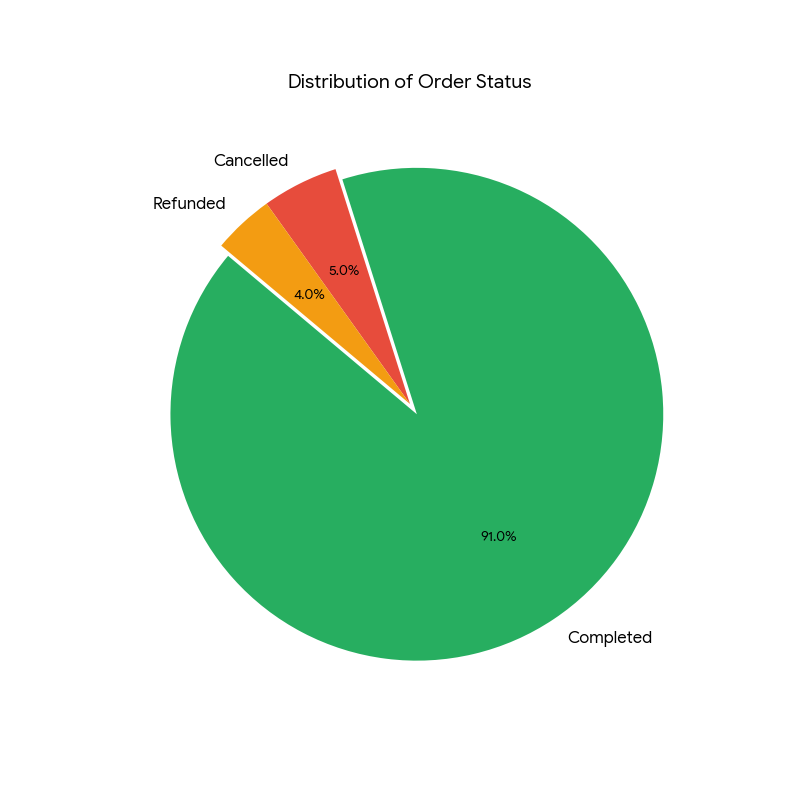 Distribution of Order Status
Cancelled
Refunded
5.0%
4.0%
91.0%
Completed